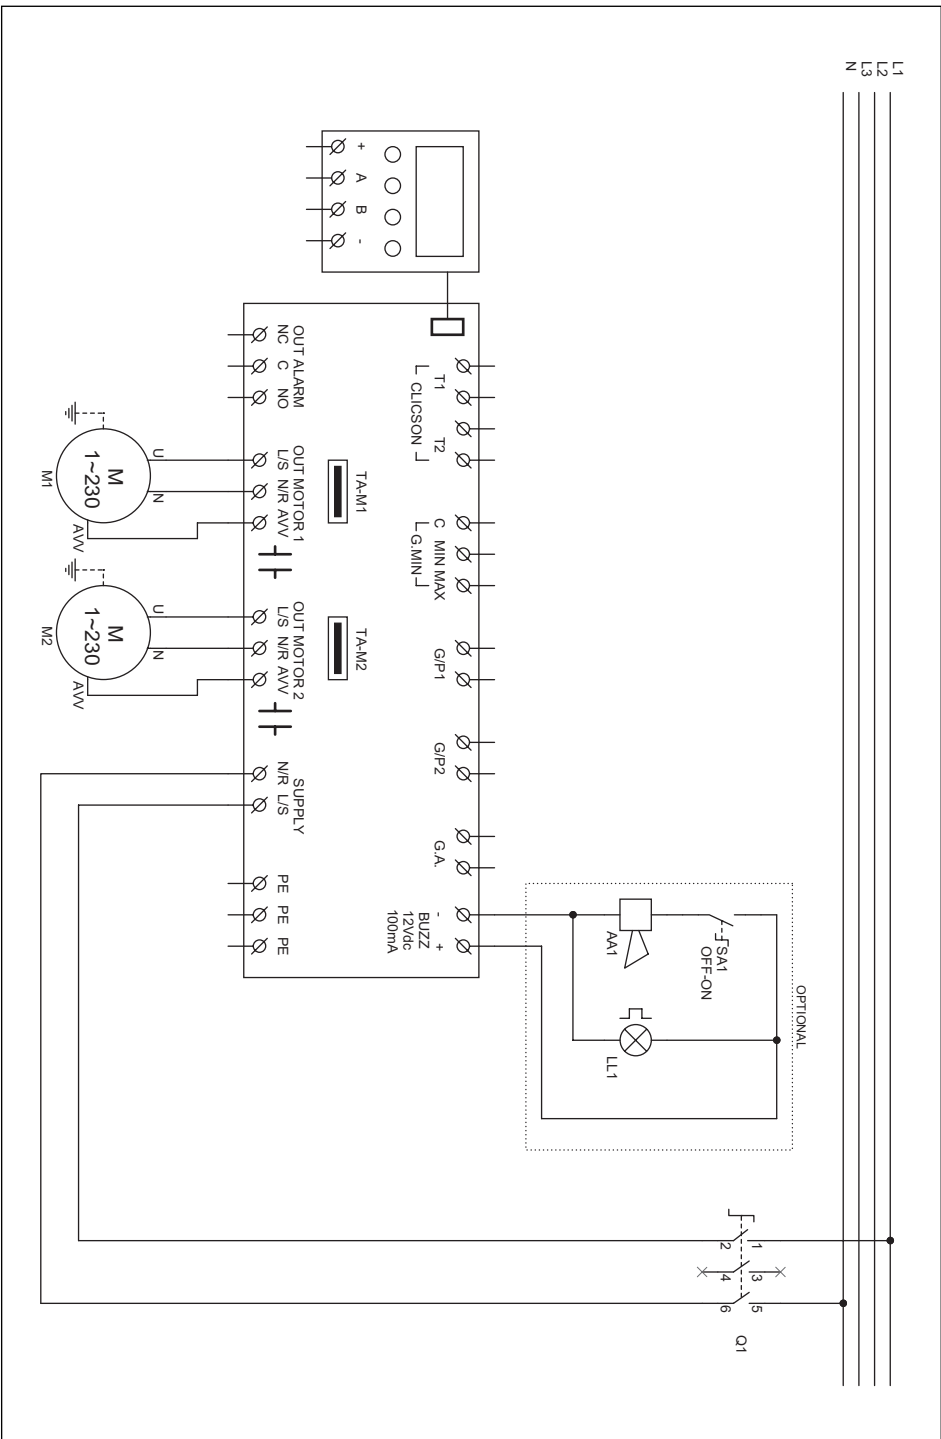 L1
L2
L3
N
+ A B -
T1 T2
CLICSON
C MIN MAX
G.MIN
G/P1
G/P2
G.A.
- +
BUZZ
12Vdc
100mA
OPTIONAL
SA1
OFF-ON
AA1
LL1
1 3 5
2 4 6
Q1
TA-M1
TA-M2
OUT ALARM
NC C NO
OUT MOTOR 1
L/S N/R AVV
OUT MOTOR 2
L/S N/R AVV
SUPPLY
N/R L/S
PE PE PE
U N
M
1~230
AVV
M1
U N
M
1~230
AVV
M2